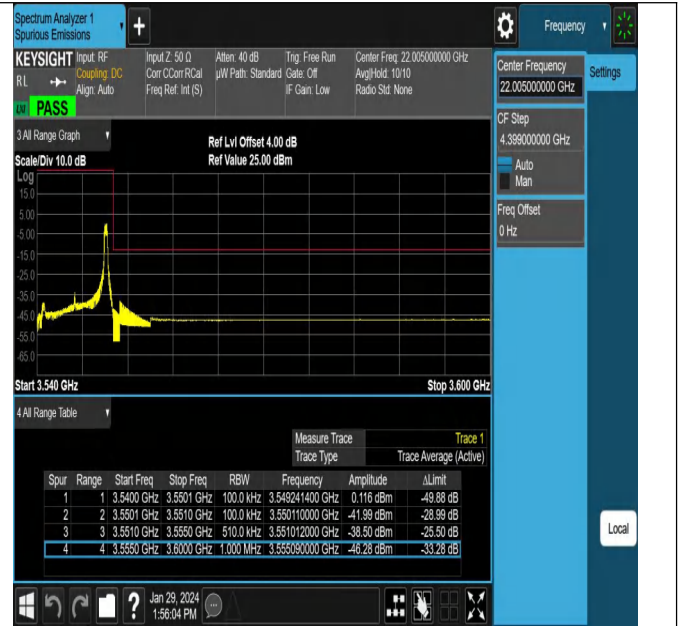 Spectrum Analyzer 1
Spurious Emissions
Frequency
KEYSIGHT
RL
LXI PASS
Input: RF
Coupling: DC
Align: Auto
Input Z: 50 Ω
Corr CCorr RCal
Freq Ref: Int (S)
Atten: 40 dB
µW Path: Standard
Trig: Free Run
Gate: Off
IF Gain: Low
Center Freq: 22.005000000 GHz
Avg|Hold: 10/10
Radio Std: None
Center Frequency
22.005000000 GHz
Settings
CF Step
4.399000000 GHz
Auto
Man
Freq Offset
0 Hz
3 All Range Graph
Scale/Div 10.0 dB
Ref Lvl Offset 4.00 dB
Ref Value 25.00 dBm
Log
15.0
5.00
-5.00
-15.0
-25.0
-35.0
-45.0
-55.0
-65.0
Start 3.540 GHz Stop 3.600 GHz
4 All Range Table
Measure Trace Trace 1
Trace Type Trace Average (Active)
Spur Range Start Freq Stop Freq RBW Frequency Amplitude ΔLimit
1 1 3.5400 GHz 3.5501 GHz 100.0 kHz 3.549241400 GHz 0.116 dBm -49.88 dB
2 2 3.5501 GHz 3.5510 GHz 100.0 kHz 3.550110000 GHz -41.99 dBm -28.99 dB
3 3 3.5510 GHz 3.5550 GHz 510.0 kHz 3.551012000 GHz -38.50 dBm -25.50 dB
4 4 3.5550 GHz 3.6000 GHz 1.000 MHz 3.555090000 GHz -46.28 dBm -33.28 dB
Local
Jan 29, 2024
1:56:04 PM